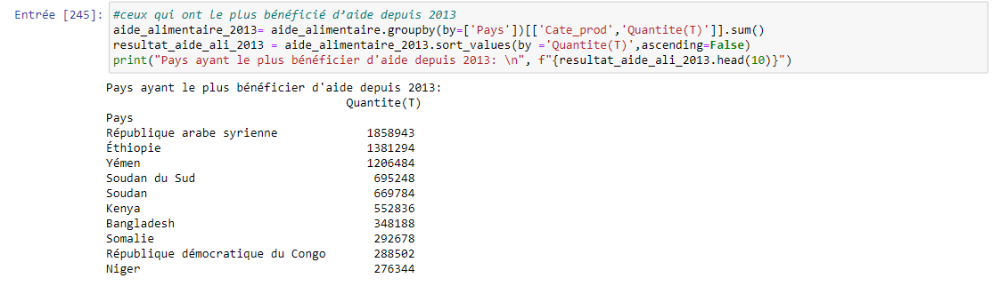 Entrée [245]: #ceux qui ont le plus bénéficié d’aide depuis 2013
aide_alimentaire_2013= aide_alimentaire.groupby(by=['Pays'])[['Cate_prod','Quantite(T)']].sum()
resultat_aide_ali_2013 = aide_alimentaire_2013.sort_values(by ='Quantite(T)',ascending=False)
print("Pays ayant le plus bénéficier d'aide depuis 2013: \n", f"{resultat_aide_ali_2013.head(10)}")
Pays ayant le plus bénéficier d'aide depuis 2013:
Quantite(T)
Pays
République arabe syrienne 1858943
Éthiopie 1381294
Yémen 1206484
Soudan du Sud 695248
Soudan 669784
Kenya 552836
Bangladesh 348188
Somalie 292678
République démocratique du Congo 288502
Niger 276344